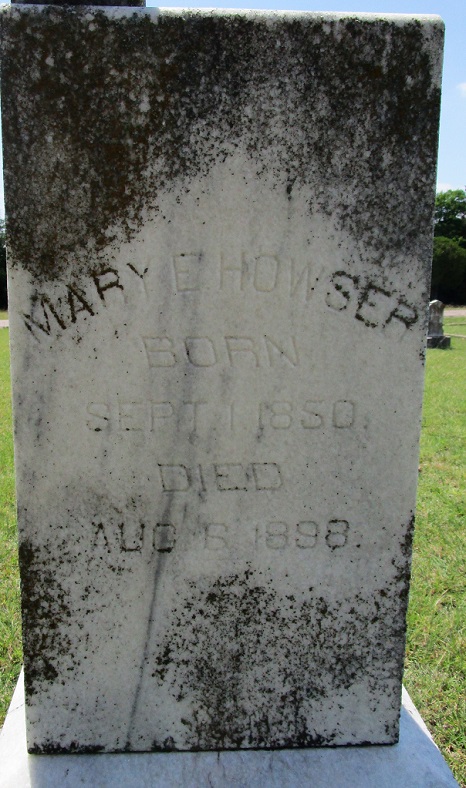 MARY E HOWSER
BORN
SEPT. 1. 1850.
DIED
AUG 6 1898.